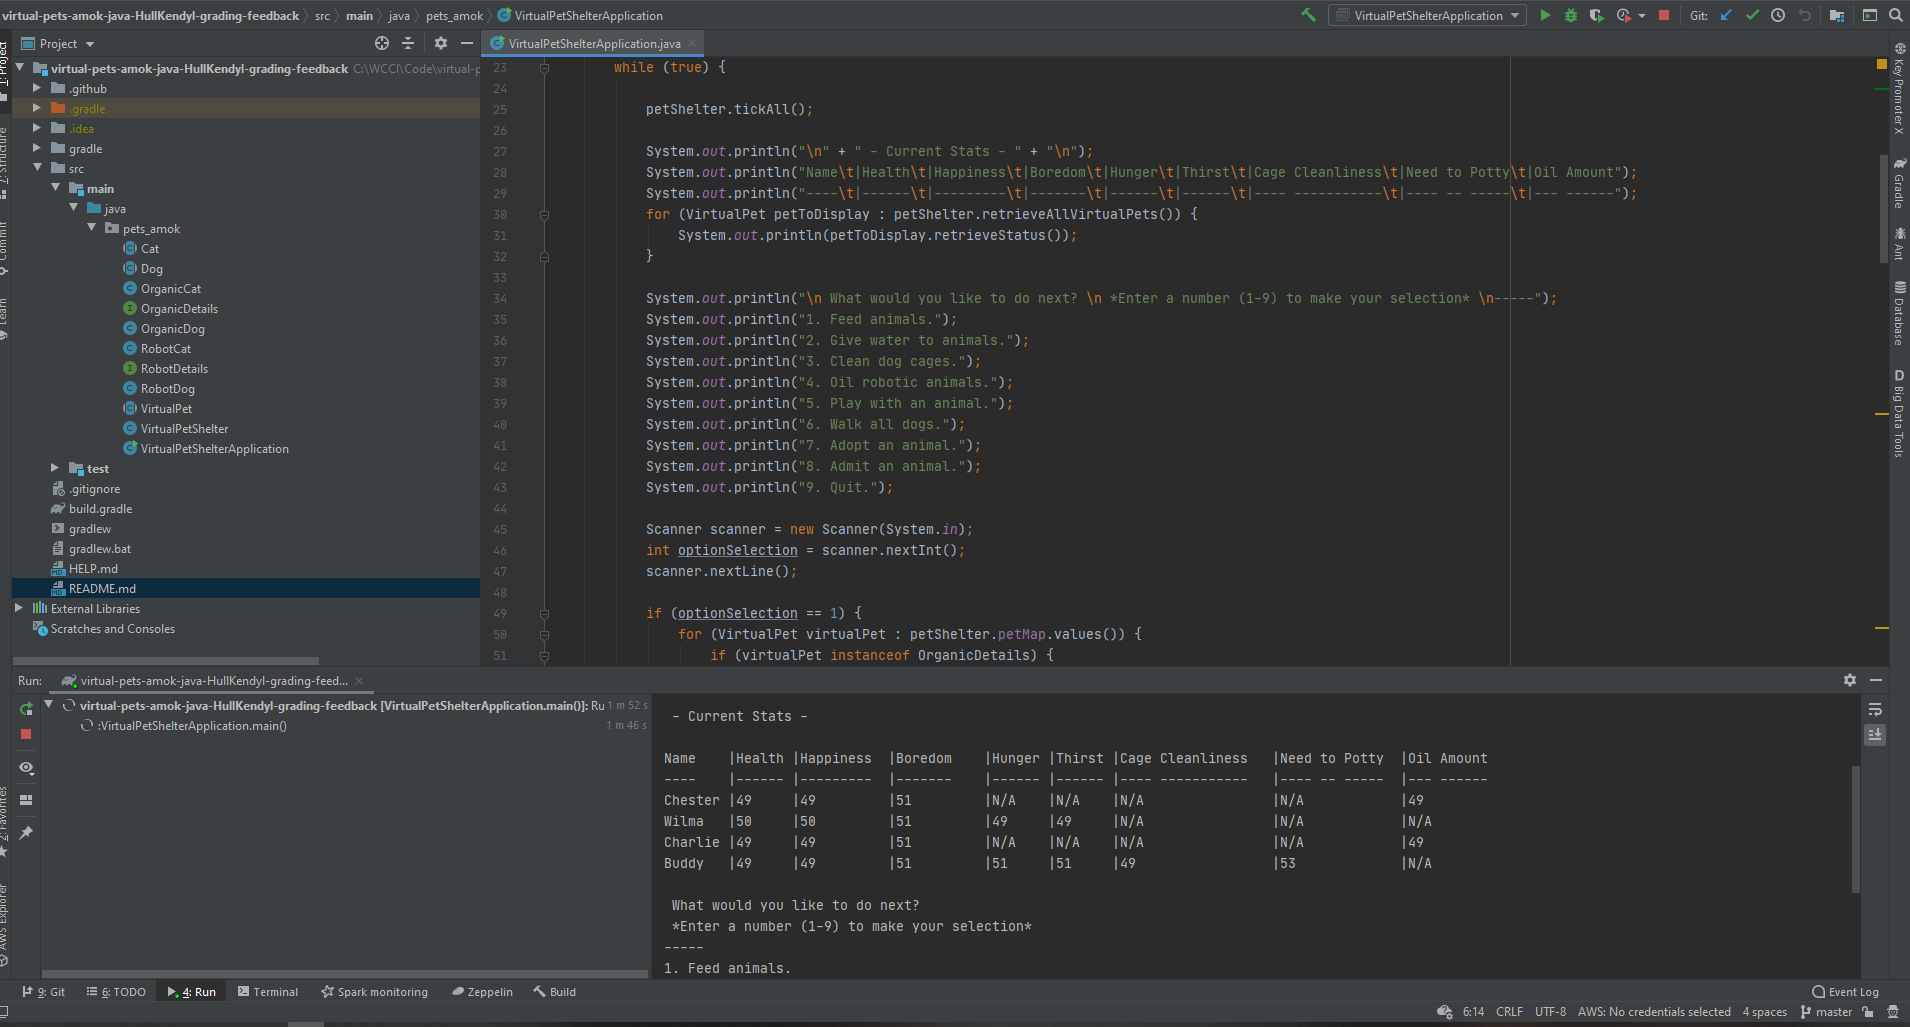 virtual-pets-amok-java-HullKendyl-grading-feedback > src > main > java > pets_amok > VirtualPetShelterApplication
VirtualPetShelterApplication
Git:
Project
VirtualPetShelterApplication.java
1: Project
virtual-pets-amok-java-HullKendyl-grading-feedback C:\WCCI\Code\virtual-p
.github
.gradle
.idea
gradle
src
main
java
pets_amok
Cat
Dog
OrganicCat
OrganicDetails
OrganicDog
RobotCat
RobotDetails
RobotDog
VirtualPet
VirtualPetShelter
VirtualPetShelterApplication
test
.gitignore
build.gradle
gradlew
gradlew.bat
HELP.md
README.md
External Libraries
Scratches and Consoles
Structure
Commit
Learn
2: Favorites
AWS Explorer
23 while (true) {
24
25 petShelter.tickAll();
26
27 System.out.println("\n" + " - Current Stats - " + "\n");
28 System.out.println("Name\t|Health\t|Happiness\t|Boredom\t|Hunger\t|Thirst\t|Cage Cleanliness\t|Need to Potty\t|Oil Amount");
29 System.out.println("----\t|------\t|---------\t|-------\t|------\t|------\t|---- -----------\t|---- -- -----\t|--- ------");
30 for (VirtualPet petToDisplay : petShelter.retrieveAllVirtualPets()) {
31 System.out.println(petToDisplay.retrieveStatus());
32 }
33
34 System.out.println("\n What would you like to do next? \n *Enter a number (1-9) to make your selection* \n-----");
35 System.out.println("1. Feed animals.");
36 System.out.println("2. Give water to animals.");
37 System.out.println("3. Clean dog cages.");
38 System.out.println("4. Oil robotic animals.");
39 System.out.println("5. Play with an animal.");
40 System.out.println("6. Walk all dogs.");
41 System.out.println("7. Adopt an animal.");
42 System.out.println("8. Admit an animal.");
43 System.out.println("9. Quit.");
44
45 Scanner scanner = new Scanner(System.in);
46 int optionSelection = scanner.nextInt();
47 scanner.nextLine();
48
49 if (optionSelection == 1) {
50 for (VirtualPet virtualPet : petShelter.petMap.values()) {
51 if (virtualPet instanceof OrganicDetails) {
Key Promoter X
Gradle
Ant
Database
D Big Data Tools
Run: virtual-pets-amok-java-HullKendyl-grading-feed...
virtual-pets-amok-java-HullKendyl-grading-feedback [VirtualPetShelterApplication.main()]: Ru 1 m 52 s
:VirtualPetShelterApplication.main() 1 m 46 s
- Current Stats -
Name |Health |Happiness |Boredom |Hunger |Thirst |Cage Cleanliness |Need to Potty |Oil Amount
---- |------ |--------- |------- |------ |------ |---- ----------- |---- -- ----- |--- ------
Chester |49 |49 |51 |N/A |N/A |N/A |N/A |49
Wilma |50 |50 |51 |49 |49 |N/A |N/A |N/A
Charlie |49 |49 |51 |N/A |N/A |N/A |N/A |49
Buddy |49 |49 |51 |51 |51 |49 |53 |N/A
What would you like to do next?
*Enter a number (1-9) to make your selection*
-----
1. Feed animals.
9: Git 6: TODO 4: Run Terminal Spark monitoring Zeppelin Build Event Log
6:14 CRLF UTF-8 AWS: No credentials selected 4 spaces master